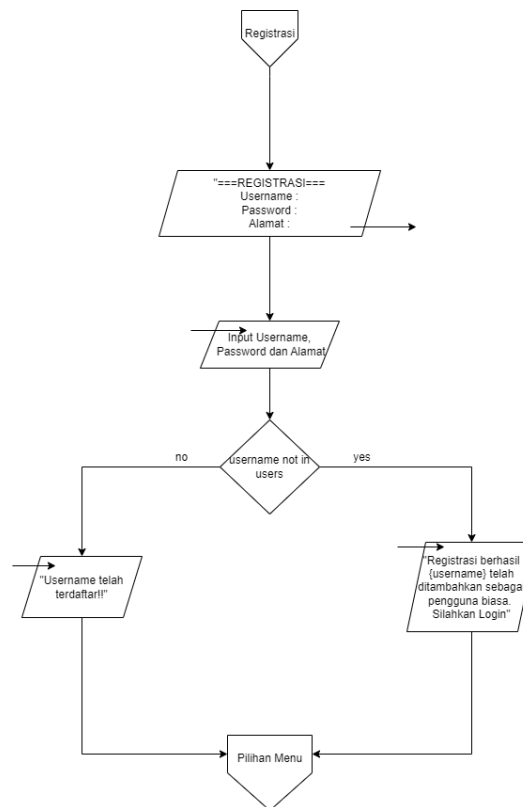 Registrasi
"===REGISTRASI===
Username :
Password :
Alamat :
Input Username,
Password dan Alamat
username not in
users
no
yes
"Username telah
terdaftar!!"
"Registrasi berhasil
{username} telah
ditambahkan sebaga
pengguna biasa.
Silahkan Login"
Pilihan Menu